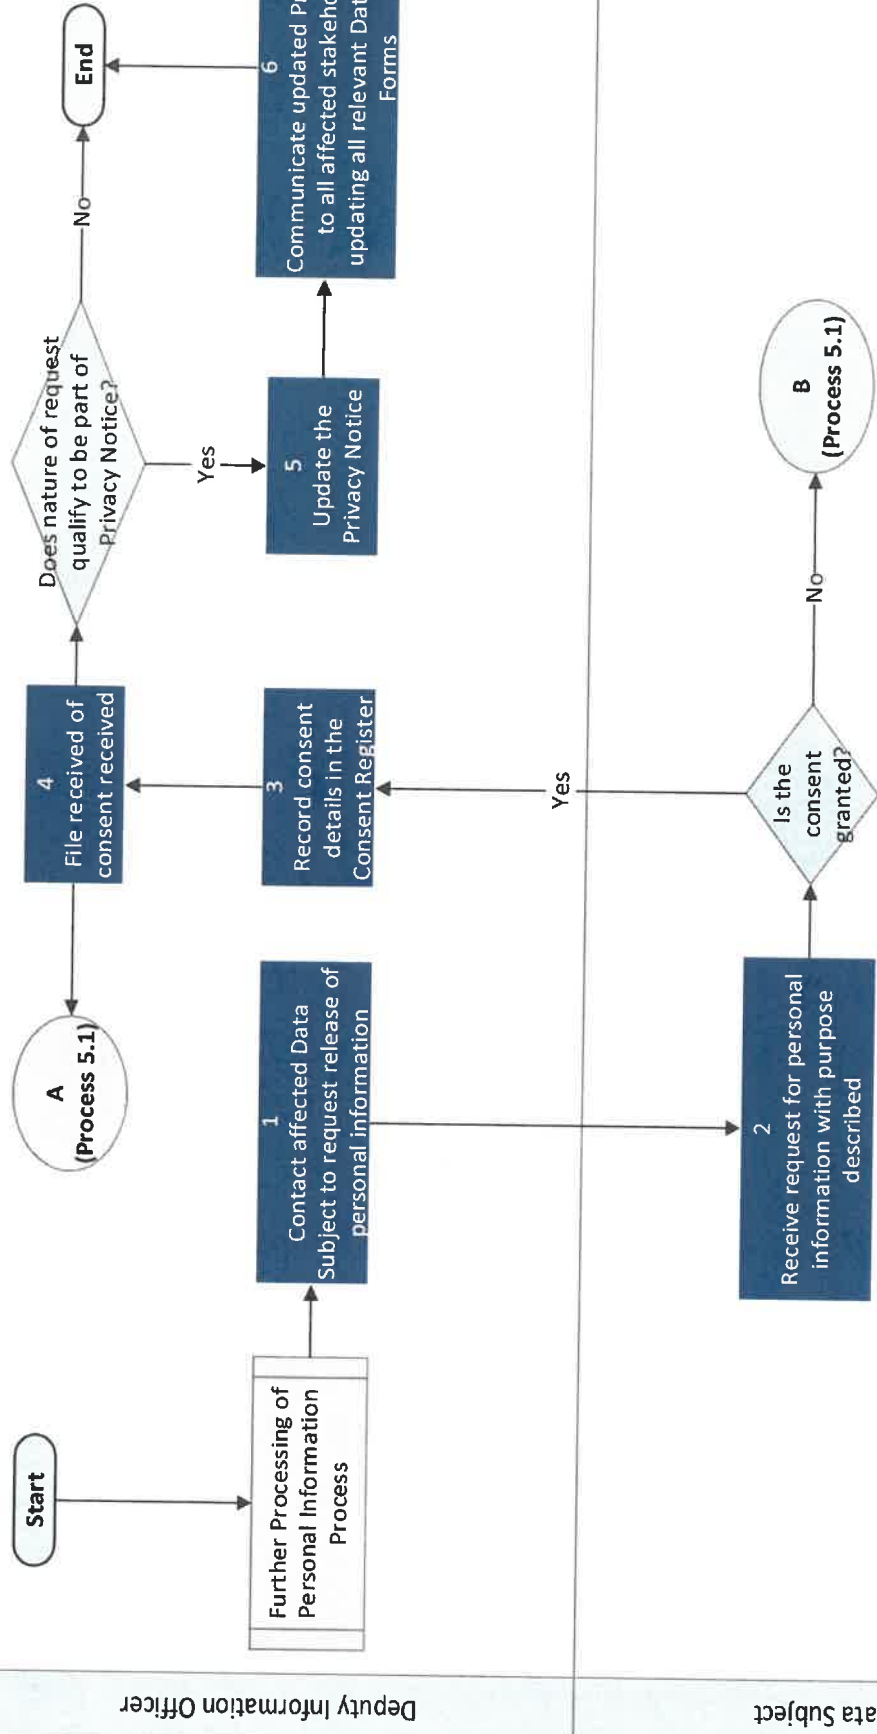 Deputy Information Officer
Start
Further Processing of
Personal Information
Process
1
Contact affected Data
Subject to request release of
personal information
A
(Process 5.1)
3
Record consent
details in the
Consent Register
4
File received of
consent received
Does nature of request
qualify to be part of
Privacy Notice?
Yes
No
5
Update the
Privacy Notice
6
Communicate updated
to all affected
updating all relevant
Forms
End
Subject
2
Receive request for personal
information with purpose
described
Is the
consent
granted?
Yes
No
B
(Process 5.1)